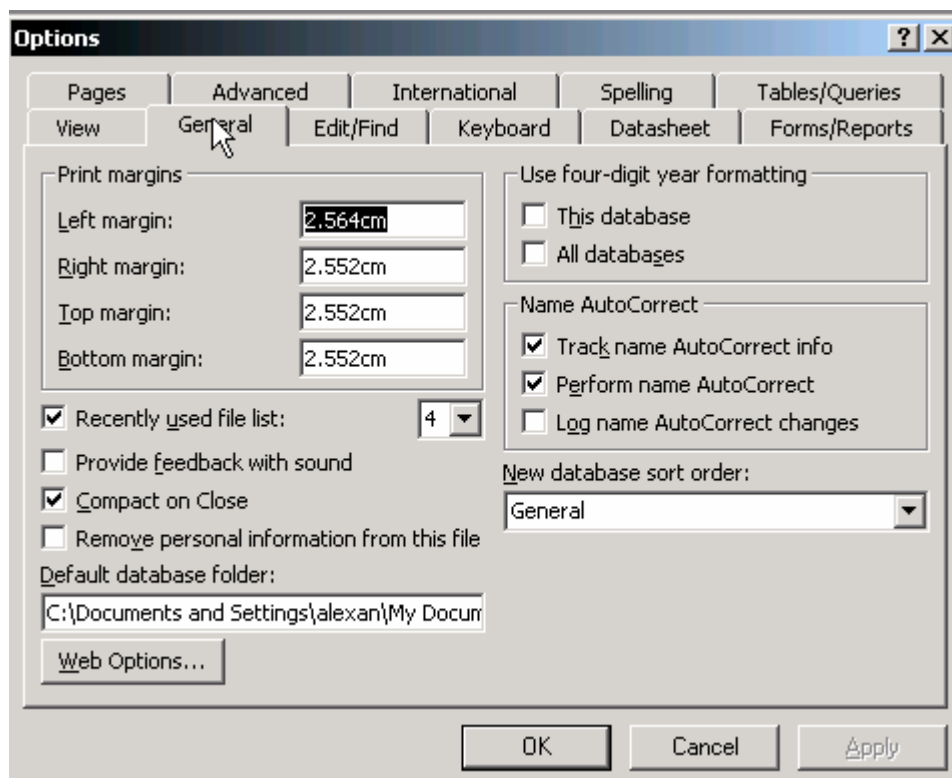 Options
Pages Advanced International Spelling Tables/Queries
View General Edit/Find Keyboard Datasheet Forms/Reports
Print margins
Left margin: 2.564cm
Right margin: 2.552cm
Top margin: 2.552cm
Bottom margin: 2.552cm
Recently used file list: 4
Provide feedback with sound
Compact on Close
Remove personal information from this file
Default database folder:
C:\Documents and Settings\alexan\My Docum
Web Options...
Use four-digit year formatting
This database
All databases
Name AutoCorrect
Track name AutoCorrect info
Perform name AutoCorrect
Log name AutoCorrect changes
New database sort order:
General
OK Cancel Apply